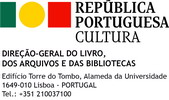 REPÚBLICA
PORTUGUESA
CULTURA
DIREÇÃO-GERAL DO LIVRO,
DOS ARQUIVOS E DAS BIBLIOTECAS
Edifício Torre do Tombo, Alameda da Universidade
1649-010 Lisboa - PORTUGAL
Tel.: +351 210037100